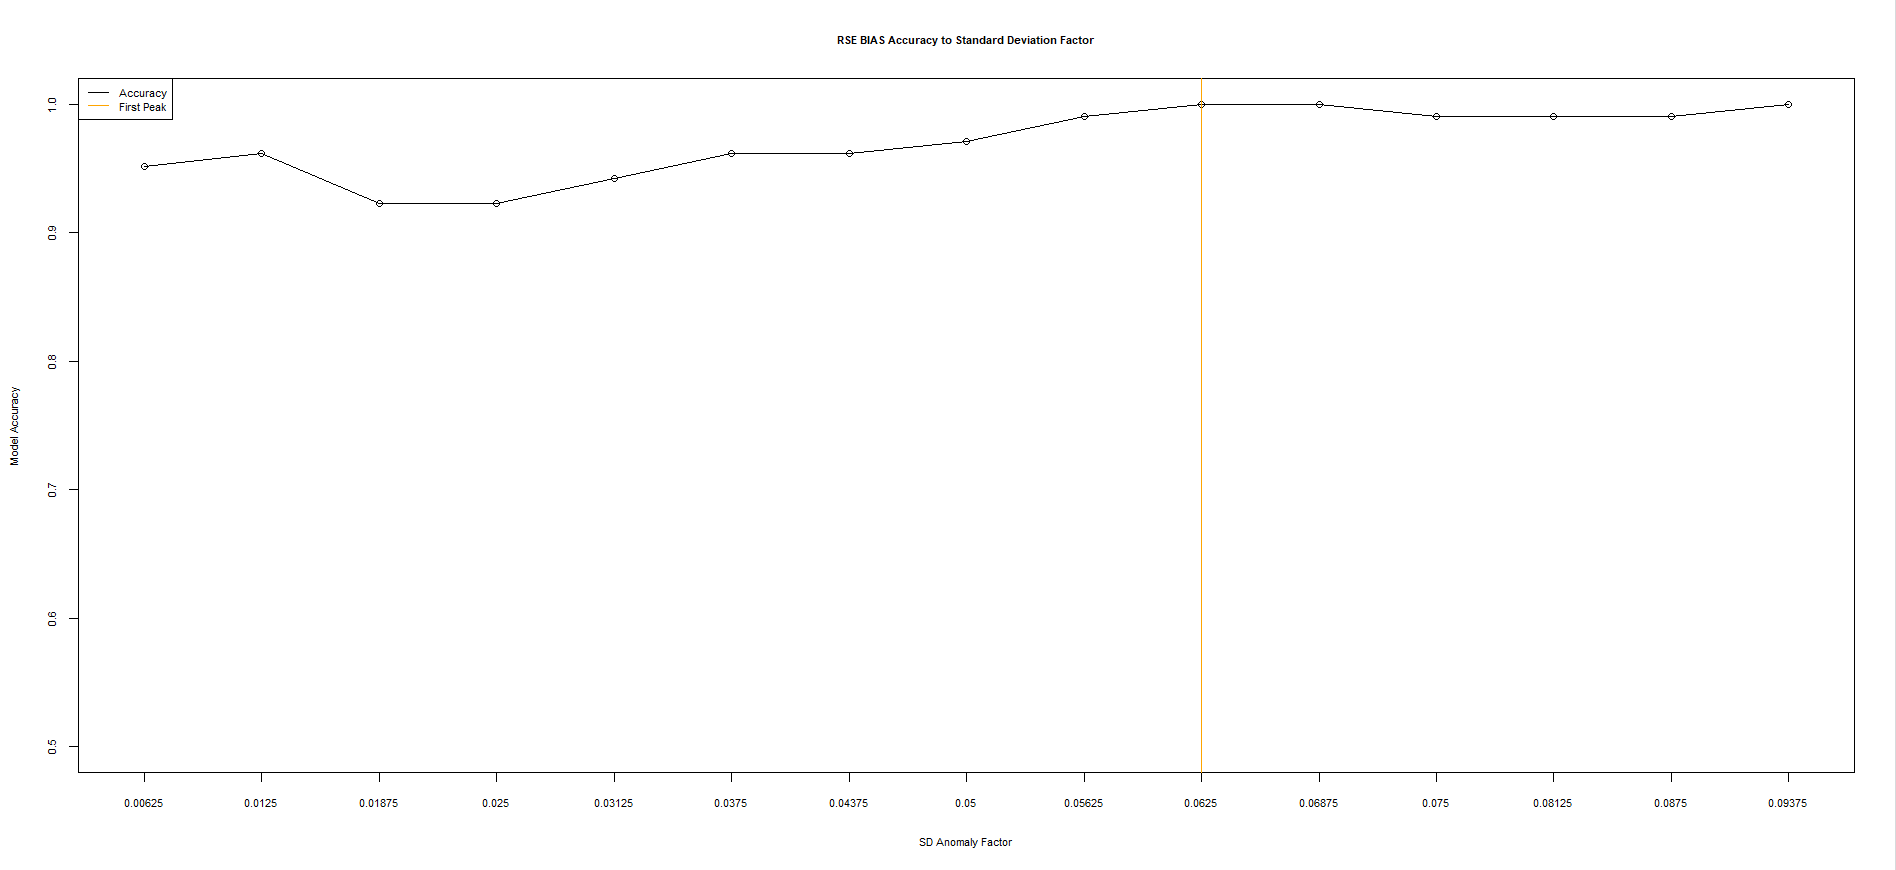 RSE BIAS Accuracy to Standard Deviation Factor
Accuracy
First Peak
1.0
0.9
0.8
0.7
0.6
0.5
Model Accuracy
0.00625 0.0125 0.01875 0.025 0.03125 0.0375 0.04375 0.05 0.05625 0.0625 0.06875 0.075 0.08125 0.0875 0.09375
SD Anomaly Factor